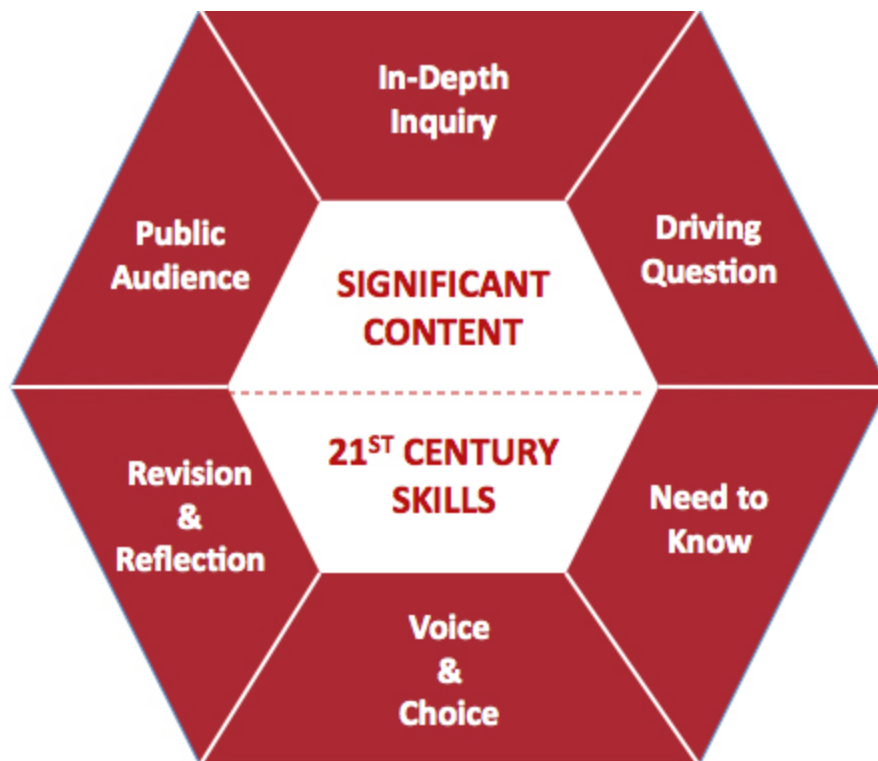 In-Depth
Inquiry
Driving
Question
Need to
Know
Voice
&
Choice
Revision
&
Reflection
Public
Audience
SIGNIFICANT
CONTENT
21ST CENTURY
SKILLS